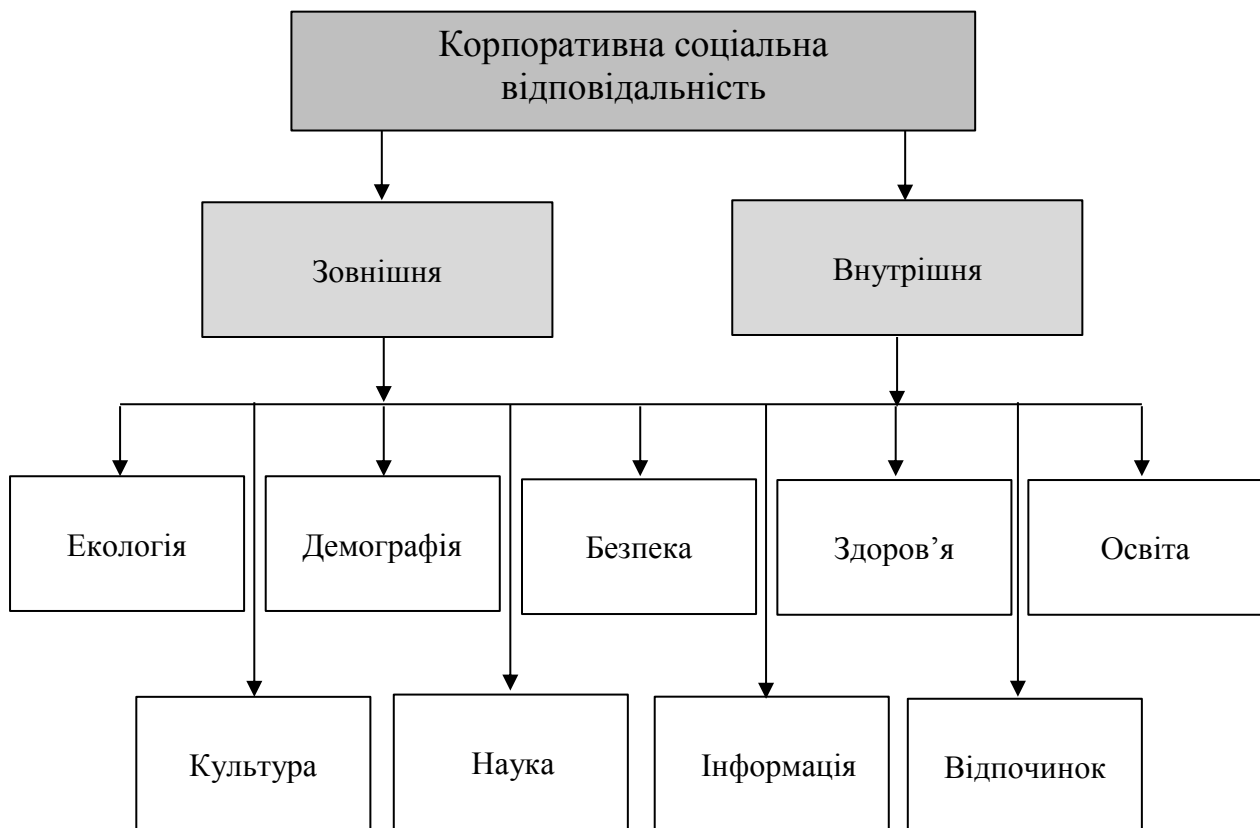 Корпоративна соціальна
відповідальність
Зовнішня
Внутрішня
Екологія
Демографія
Безпека
Здоров’я
Освіта
Культура
Наука
Інформація
Відпочинок